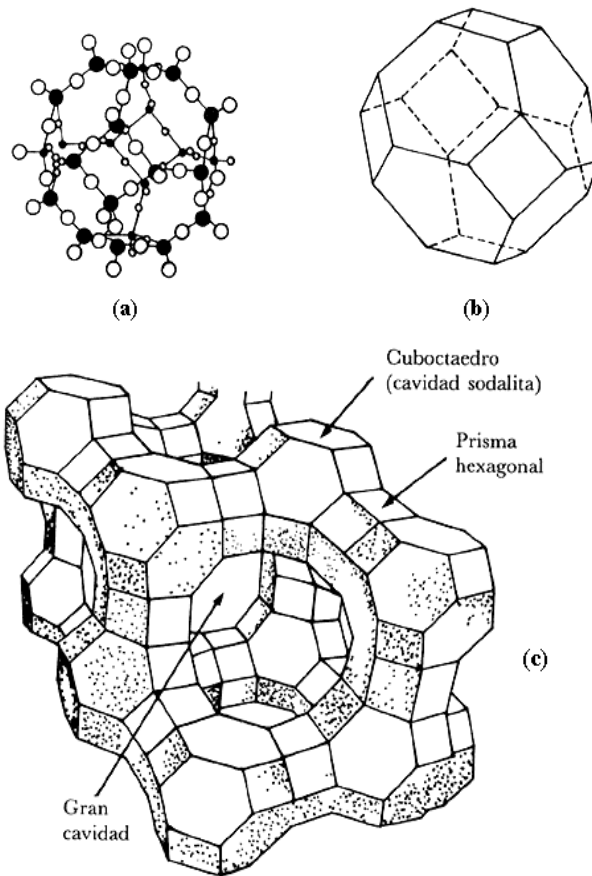 (a)
(b)
Cuboctaedro
(cavidad sodalita)
Prisma
hexagonal
(c)
Gran
cavidad